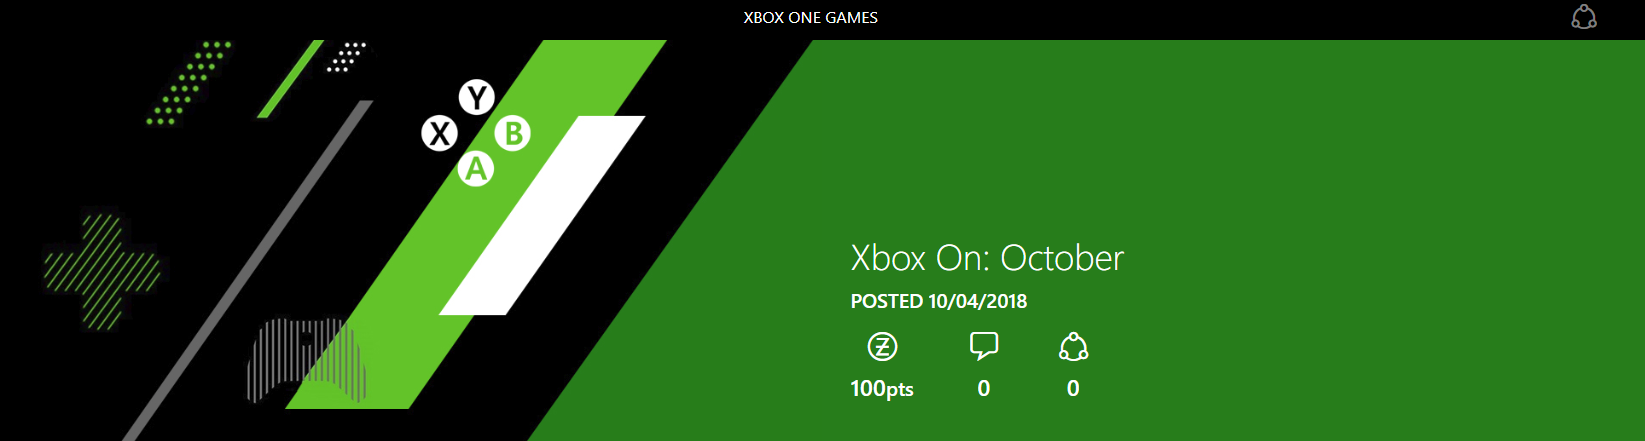 XBOX ONE GAMES
Y
X B
A
Xbox On: October
POSTED 10/04/2018
100pts 0 0